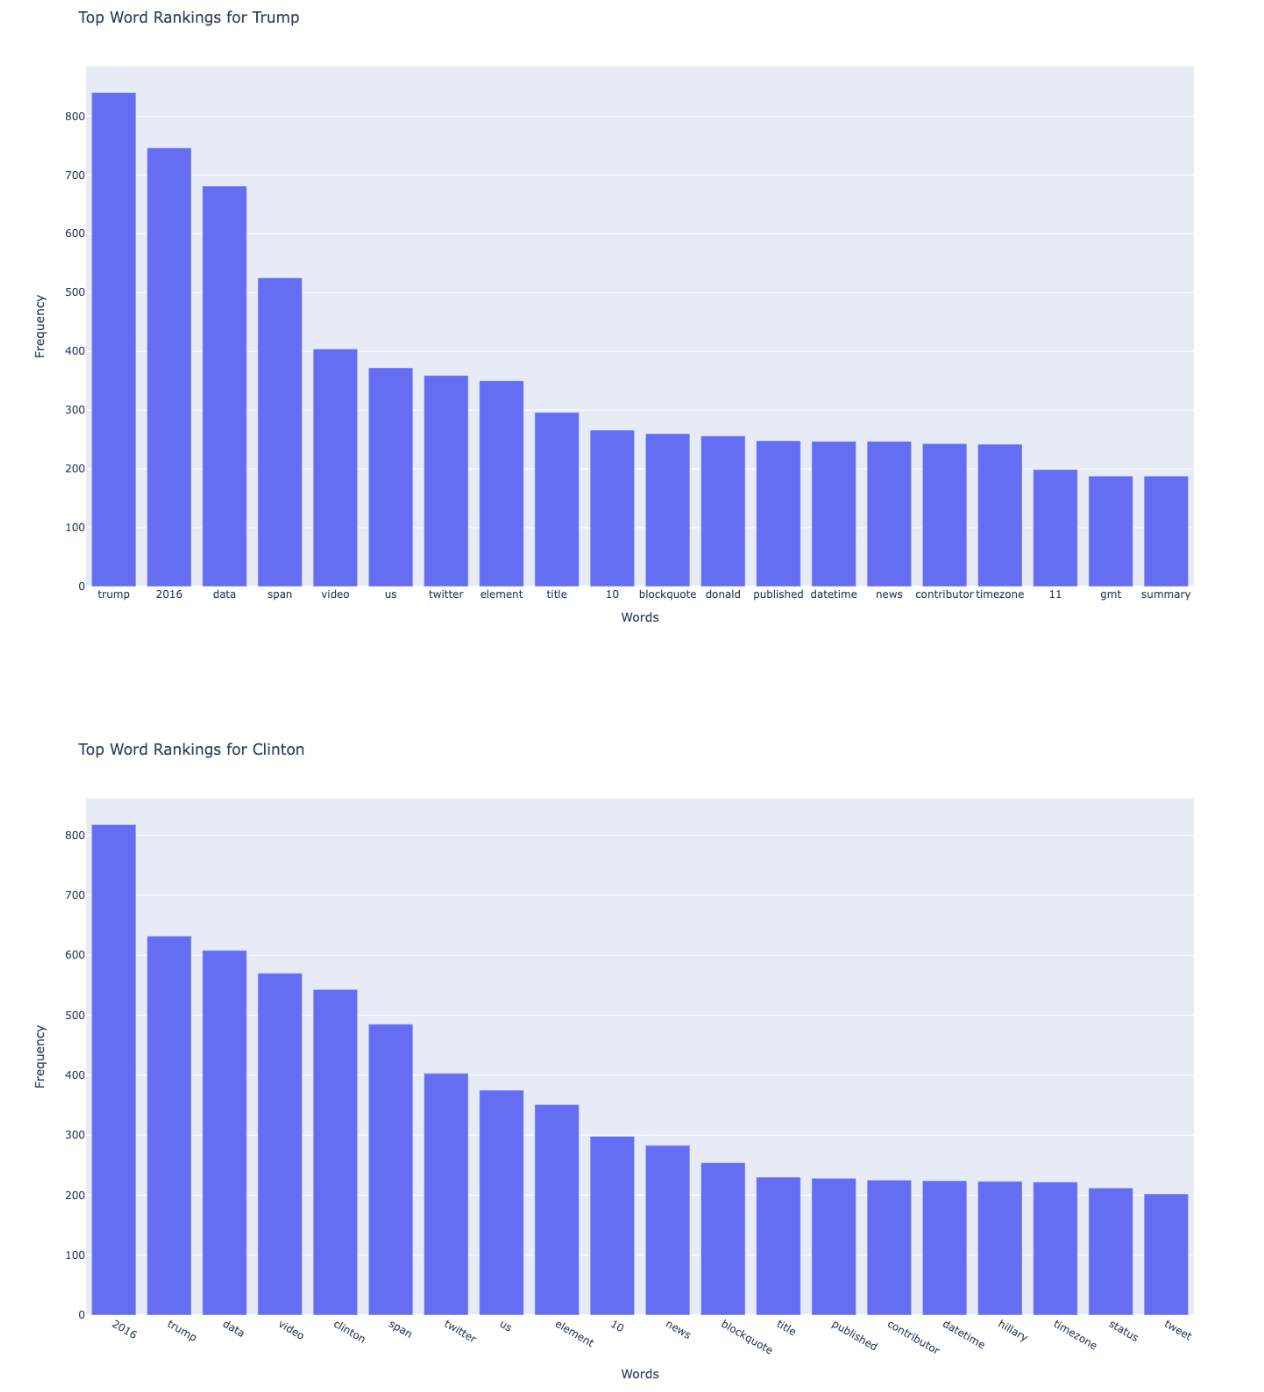 Top Word Rankings for Trump
800
700
600
500
400
300
200
100
0
Frequency
trump 2016 data span video us twitter element title 10 blockquote donald published datetime news contributor timezone 11 gmt summary
Words
Top Word Rankings for Clinton
800
700
600
500
400
300
200
100
0
Frequency
2016 trump data video clinton span twitter us element 10 news blockquote title published contributor datetime hillary timezone status tweet
Words